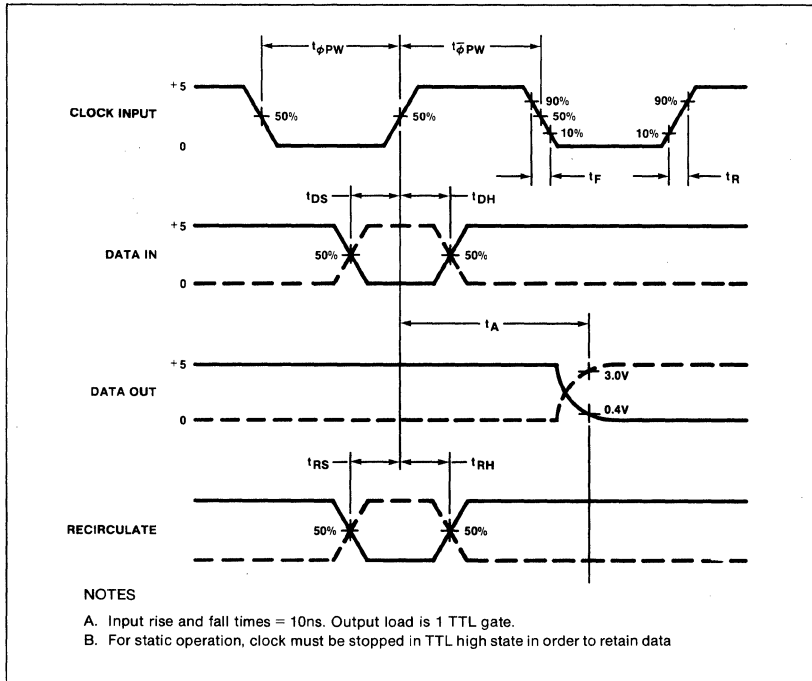 tϕPW
tϕ̅PW
CLOCK INPUT
+5
0
50%
50%
90%
50%
10%
90%
10%
tF
tR
tDS
tDH
DATA IN
+5
0
50%
50%
tA
DATA OUT
+5
0
3.0V
0.4V
tRS
tRH
RECIRCULATE
50%
50%
NOTES
A. Input rise and fall times = 10ns. Output load is 1 TTL gate.
B. For static operation, clock must be stopped in TTL high state in order to retain data